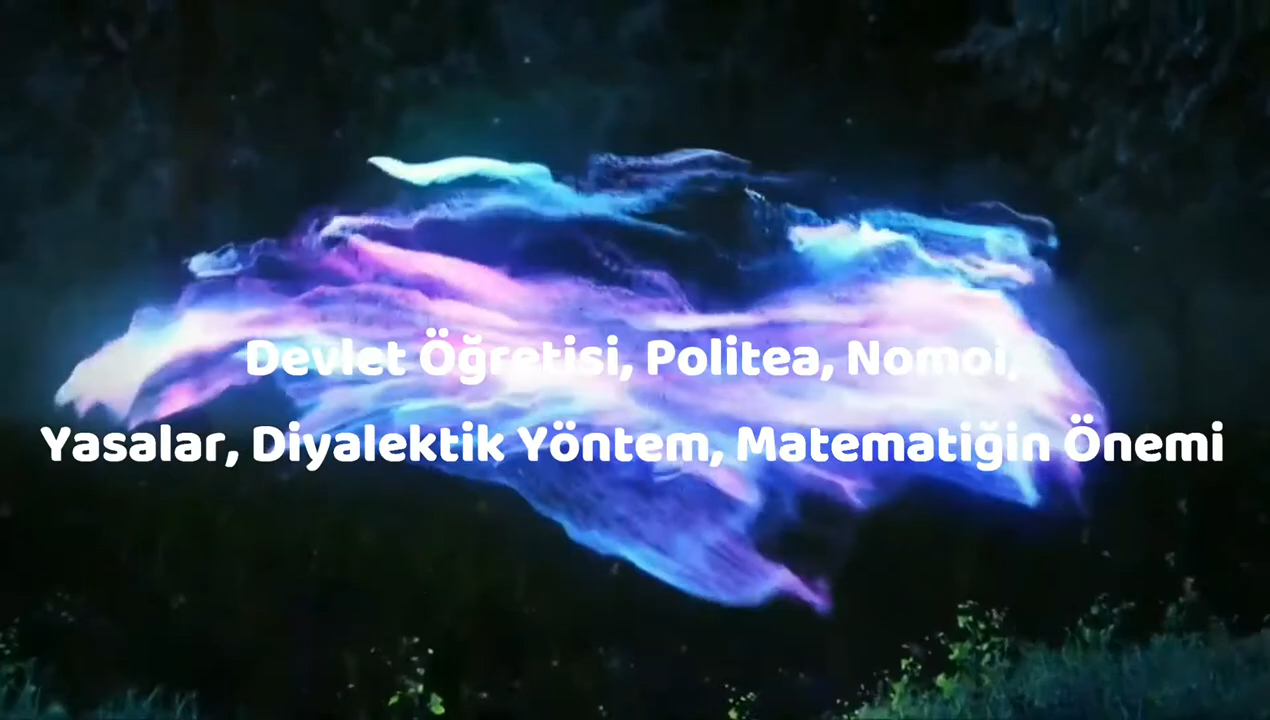 Devlet Öğretisi, Politea, Nomoi,
Yasalar, Diyalektik Yöntem, Matematiğin Önemi